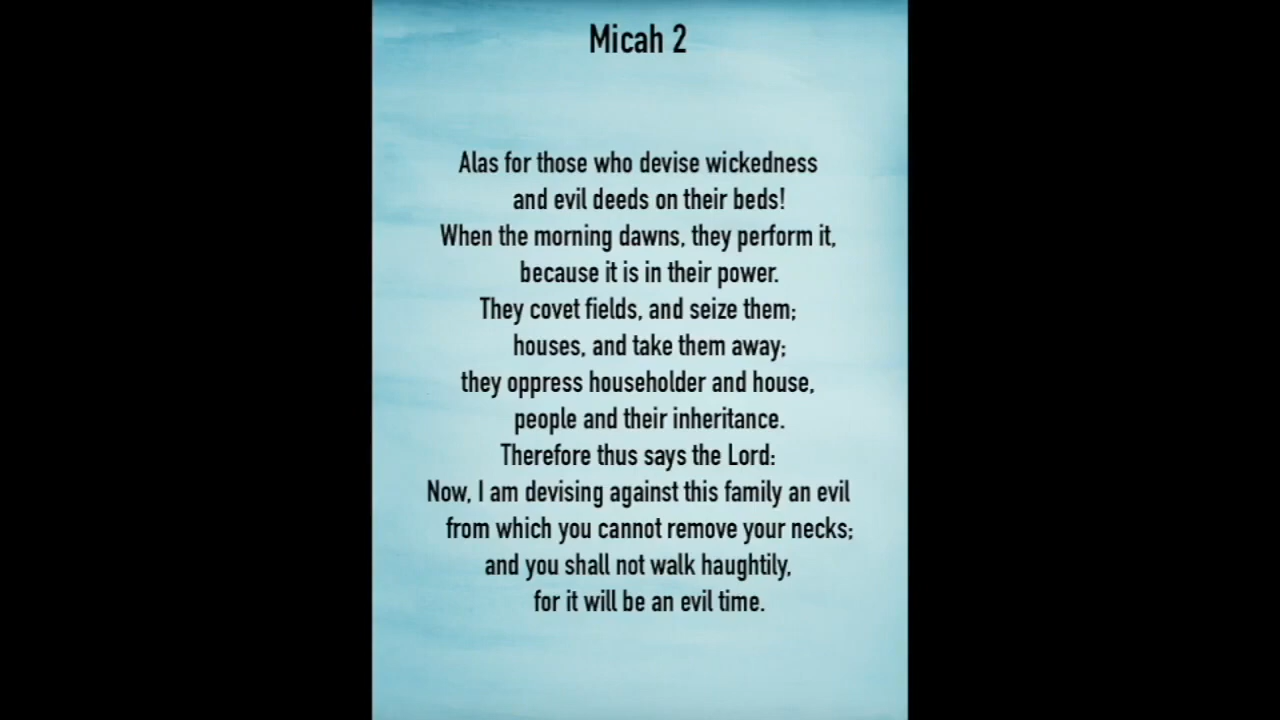 Micah 2
Alas for those who devise wickedness
and evil deeds on their beds!
When the morning dawns, they perform it,
because it is in their power.
They covet fields, and seize them;
houses, and take them away;
they oppress householder and house,
people and their inheritance.
Therefore thus says the Lord:
Now, I am devising against this family an evil
from which you cannot remove your necks;
and you shall not walk haughtily,
for it will be an evil time.